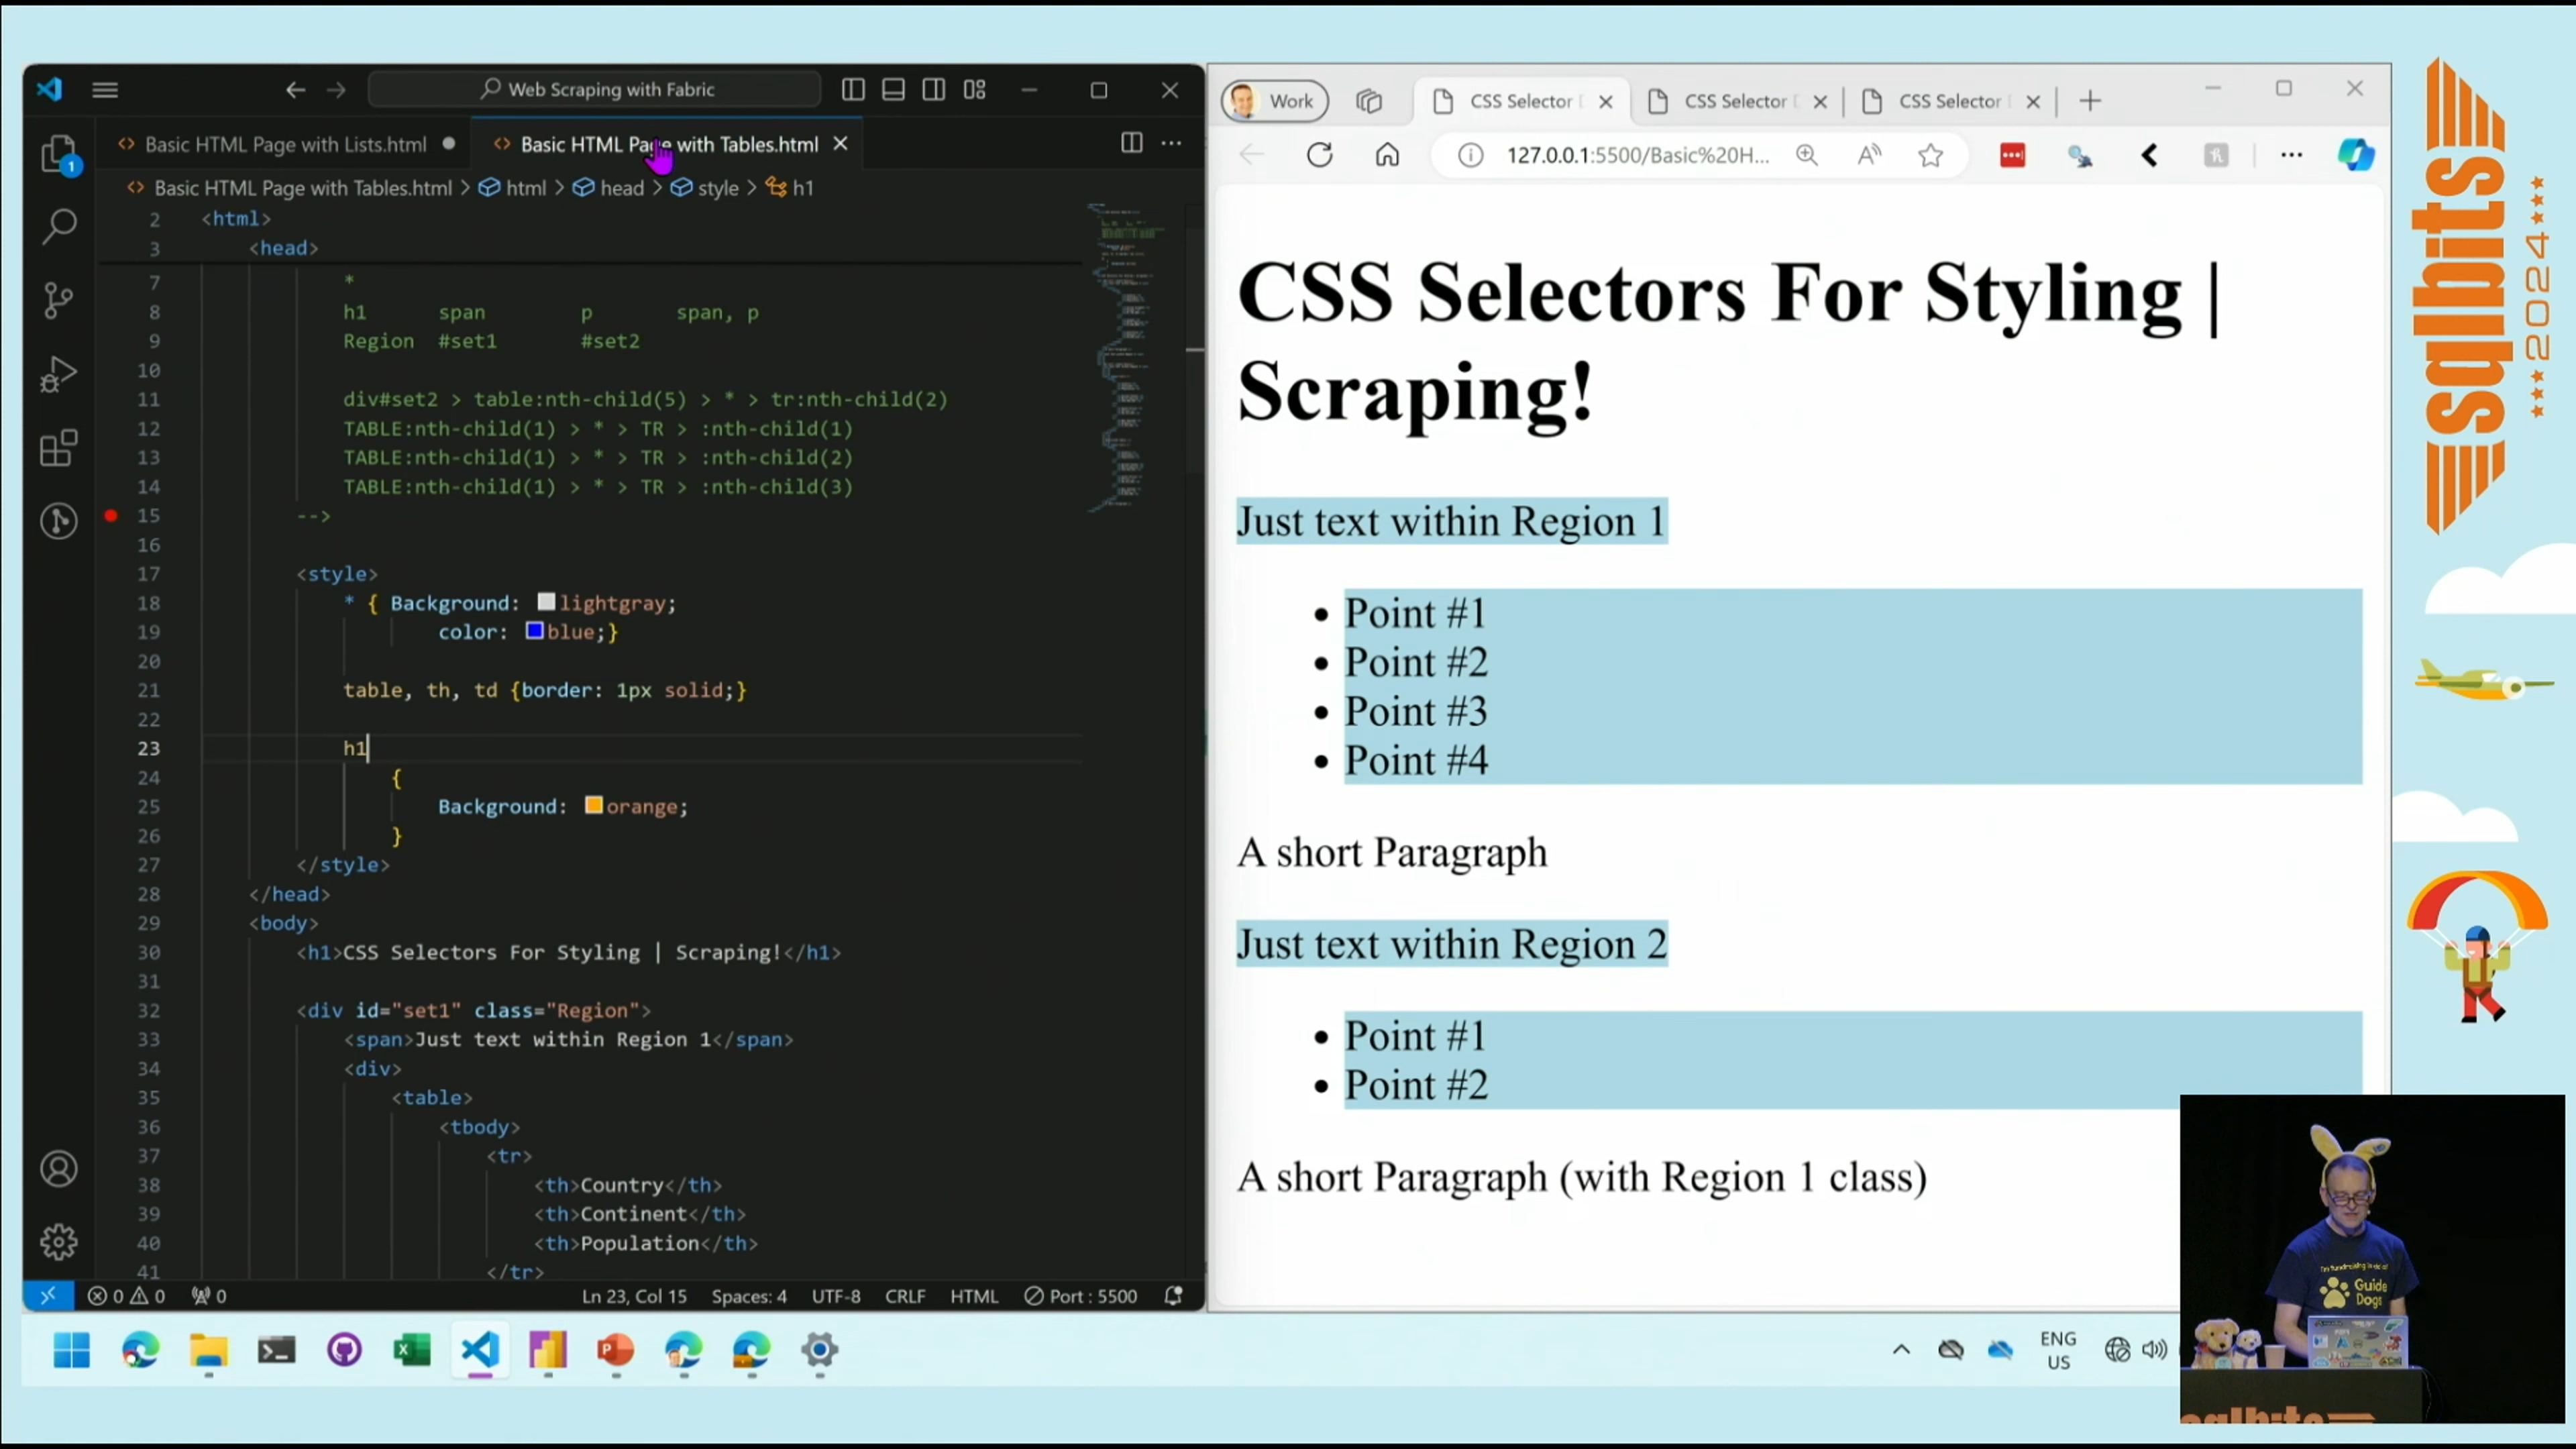 Web Scraping with Fabric
Basic HTML Page with Lists.html
Basic HTML Page with Tables.html
Basic HTML Page with Tables.html > html > head > style > h1
2 <html>
3 <head>
7 *
8 h1 span p span, p
9 Region #set1 #set2
10
11 div#set2 > table:nth-child(5) > * > tr:nth-child(2)
12 TABLE:nth-child(1) > * > TR > :nth-child(1)
13 TABLE:nth-child(1) > * > TR > :nth-child(2)
14 TABLE:nth-child(1) > * > TR > :nth-child(3)
15 -->
16
17 <style>
18 * { Background: lightgray;
19 color: blue;}
20
21 table, th, td {border: 1px solid;}
22
23 h1
24 {
25 Background: orange;
26 }
27 </style>
28 </head>
29 <body>
30 <h1>CSS Selectors For Styling | Scraping!</h1>
31
32 <div id="set1" class="Region">
33 <span>Just text within Region 1</span>
34 <div>
35 <table>
36 <tbody>
37 <tr>
38 <th>Country</th>
39 <th>Continent</th>
40 <th>Population</th>
41 </tr>
1
0 0 0 Ln 23, Col 15 Spaces: 4 UTF-8 CRLF HTML Port : 5500
Work
CSS Selector
CSS Selector
CSS Selector
127.0.0.1:5500/Basic%20H...
CSS Selectors For Styling |
Scraping!
Just text within Region 1
• Point #1
• Point #2
• Point #3
• Point #4
A short Paragraph
Just text within Region 2
• Point #1
• Point #2
A short Paragraph (with Region 1 class)
ENG
US
sqlbits
2024
Guide
Dogs